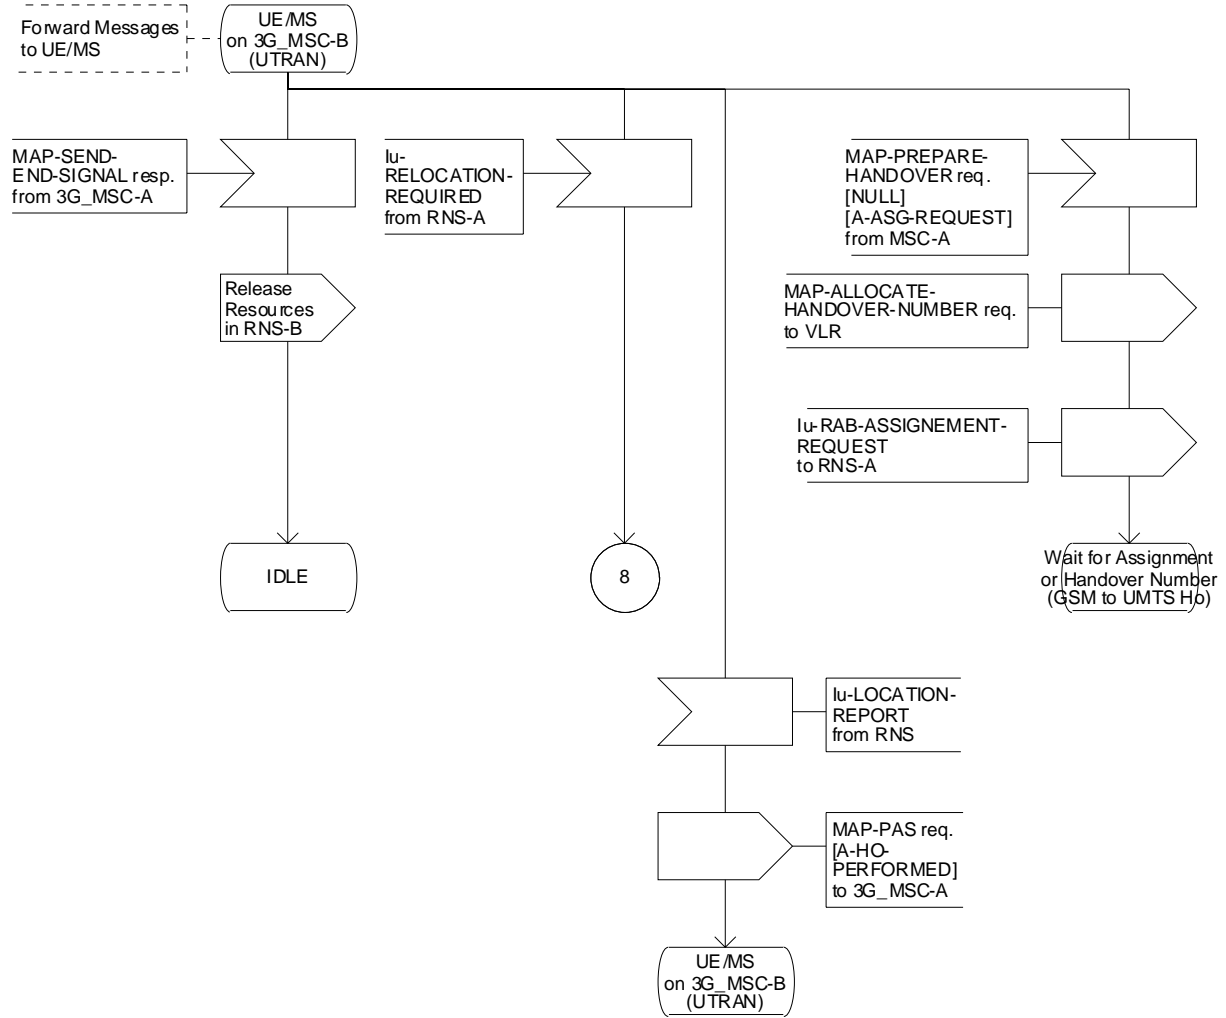 Forward Messages
to UE/MS
UE/MS
on 3G_MSC-B
(UTRAN)
MAP-SEND-
END-SIGNAL resp.
from 3G_MSC-A
Iu-
RELOCATION-
REQUIRED
from RNS-A
MAP-PREPARE-
HANDOVER req.
[NULL]
[A-ASG-REQUEST]
from MSC-A
Release
Resources
in RNS-B
MAP-ALLOCATE-
HANDOVER-NUMBER req.
to VLR
Iu-RAB-ASSIGNEMENT-
REQUEST
to RNS-A
IDLE
8
Wait for Assignment
or Handover Number
(GSM to UMTS Ho)
Iu-LOCATION-
REPORT
from RNS
MAP-PAS req.
[A-HO-
PERFORMED]
to 3G_MSC-A
UE/MS
on 3G_MSC-B
(UTRAN)